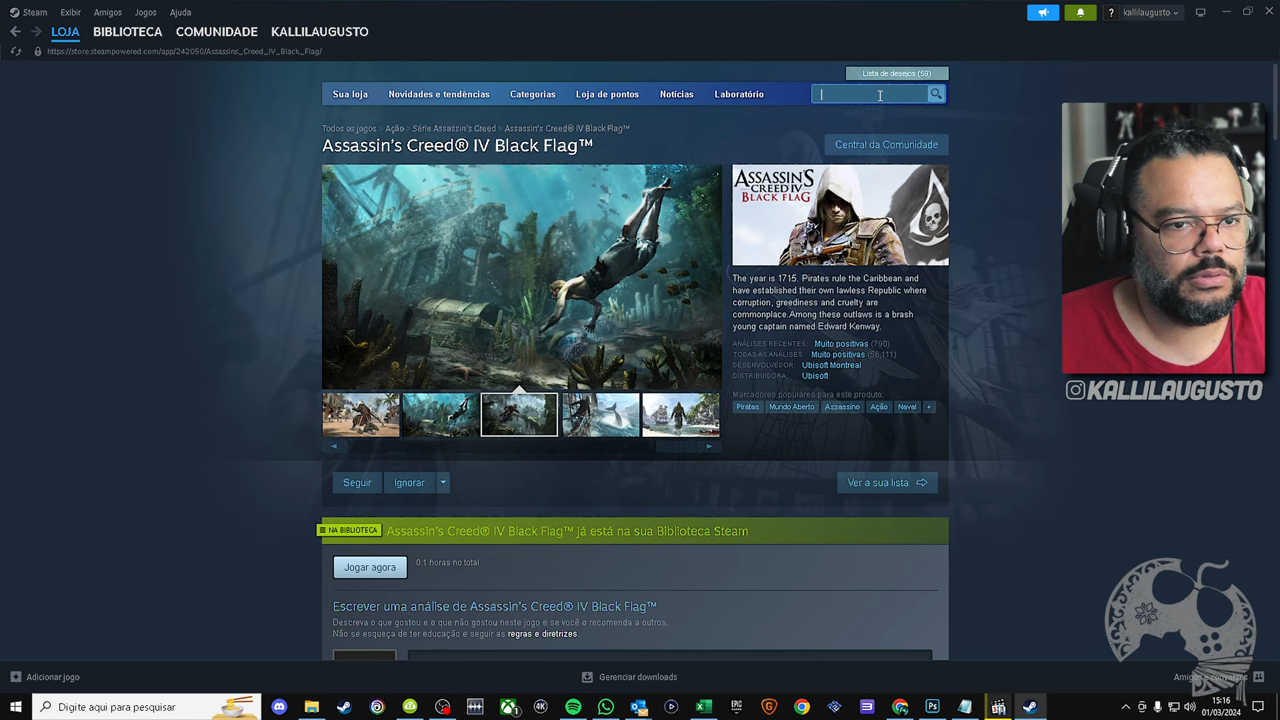 Steam Exibir Amigos Jogos Ajuda
? kallilaugusto
LOJA BIBLIOTECA COMUNIDADE KALLILAUGUSTO
https://store.steampowered.com/app/242050/Assassins_Creed_IV_Black_Flag/
Lista de desejos (59)
Sua loja Novidades e tendências Categorias Loja de pontos Notícias Laboratório
Todos os jogos > Ação > Série Assassin's Creed > Assassin's Creed® IV Black Flag™
Assassin's Creed® IV Black Flag™
Central da Comunidade
ASSASSIN'S
CREED IV
BLACK FLAG
The year is 1715. Pirates rule the Caribbean and
have established their own lawless Republic where
corruption, greediness and cruelty are
commonplace.Among these outlaws is a brash
young captain named Edward Kenway.
ANÁLISES RECENTES: Muito positivas (790)
TODAS AS ANÁLISES: Muito positivas (56,111)
DESENVOLVEDOR: Ubisoft Montreal
DISTRIBUIDORA: Ubisoft
Marcadores populares para este produto:
Piratas Mundo Aberto Assassino Ação Naval +
KALLILAUGUSTO
Seguir Ignorar Ver a sua lista
NA BIBLIOTECA Assassin's Creed® IV Black Flag™ já está na sua Biblioteca Steam
Jogar agora 0.1 horas no total
Escrever uma análise de Assassin's Creed® IV Black Flag™
Descreva o que gostou e o que não gostou neste jogo e se você o recomenda a outros.
Não se esqueça de ter educação e seguir as regras e diretrizes.
Adicionar jogo Gerenciar downloads Amigos e conversas
Digite aqui para pesquisar
15:16
01/03/2024